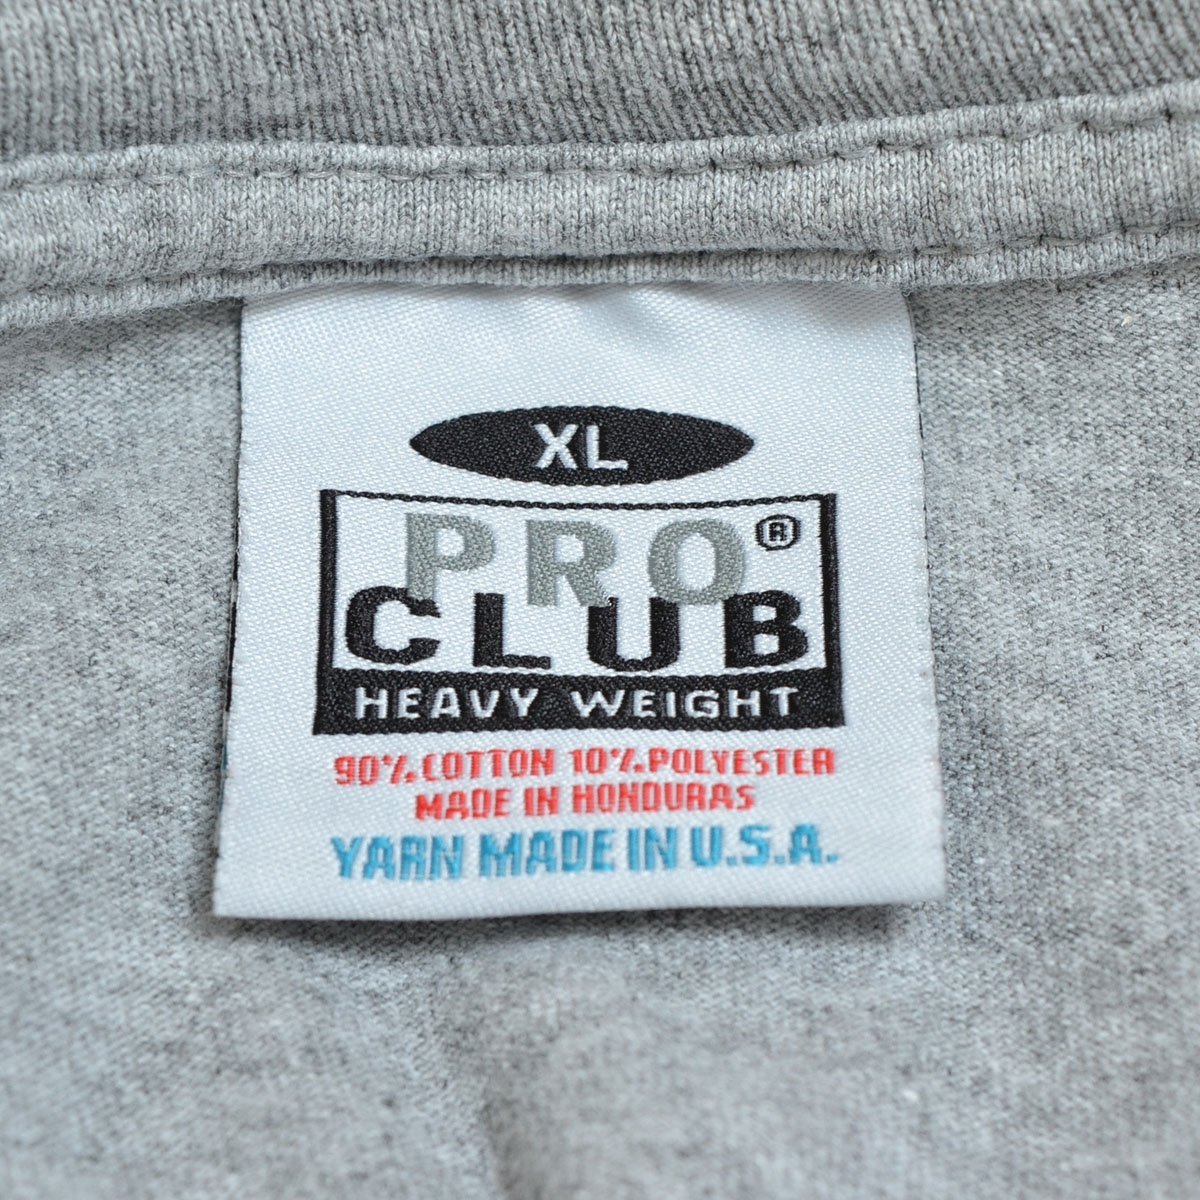 XL
PRO®
CLUB
HEAVY WEIGHT
90% COTTON 10% POLYESTER
MADE IN HONDURAS
YARN MADE IN U.S.A.